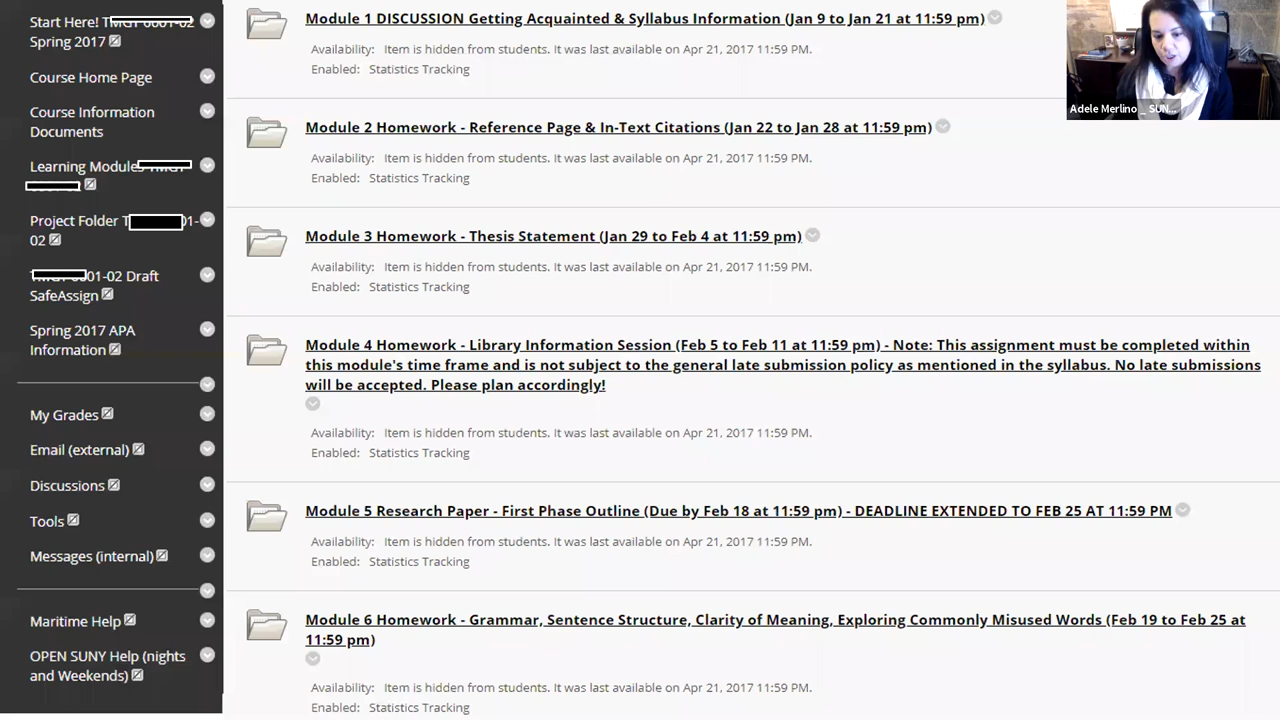 Start Here!
Spring 2017
Course Home Page
Course Information
Documents
Learning Modules
Project Folder
02
01-02 Draft
SafeAssign
Spring 2017 APA
Information
My Grades
Email (external)
Discussions
Tools
Messages (internal)
Maritime Help
OPEN SUNY Help (nights
and Weekends)
Module 1 DISCUSSION Getting Acquainted & Syllabus Information (Jan 9 to Jan 21 at 11:59 pm)
Availability: Item is hidden from students. It was last available on Apr 21, 2017 11:59 PM.
Enabled: Statistics Tracking
Module 2 Homework - Reference Page & In-Text Citations (Jan 22 to Jan 28 at 11:59 pm)
Availability: Item is hidden from students. It was last available on Apr 21, 2017 11:59 PM.
Enabled: Statistics Tracking
Module 3 Homework - Thesis Statement (Jan 29 to Feb 4 at 11:59 pm)
Availability: Item is hidden from students. It was last available on Apr 21, 2017 11:59 PM.
Enabled: Statistics Tracking
Module 4 Homework - Library Information Session (Feb 5 to Feb 11 at 11:59 pm) - Note: This assignment must be completed within
this module's time frame and is not subject to the general late submission policy as mentioned in the syllabus. No late submissions
will be accepted. Please plan accordingly!
Availability: Item is hidden from students. It was last available on Apr 21, 2017 11:59 PM.
Enabled: Statistics Tracking
Module 5 Research Paper - First Phase Outline (Due by Feb 18 at 11:59 pm) - DEADLINE EXTENDED TO FEB 25 AT 11:59 PM
Availability: Item is hidden from students. It was last available on Apr 21, 2017 11:59 PM.
Enabled: Statistics Tracking
Module 6 Homework - Grammar, Sentence Structure, Clarity of Meaning, Exploring Commonly Misused Words (Feb 19 to Feb 25 at
11:59 pm)
Availability: Item is hidden from students. It was last available on Apr 21, 2017 11:59 PM.
Enabled: Statistics Tracking
Adele Merlino _ SUN...